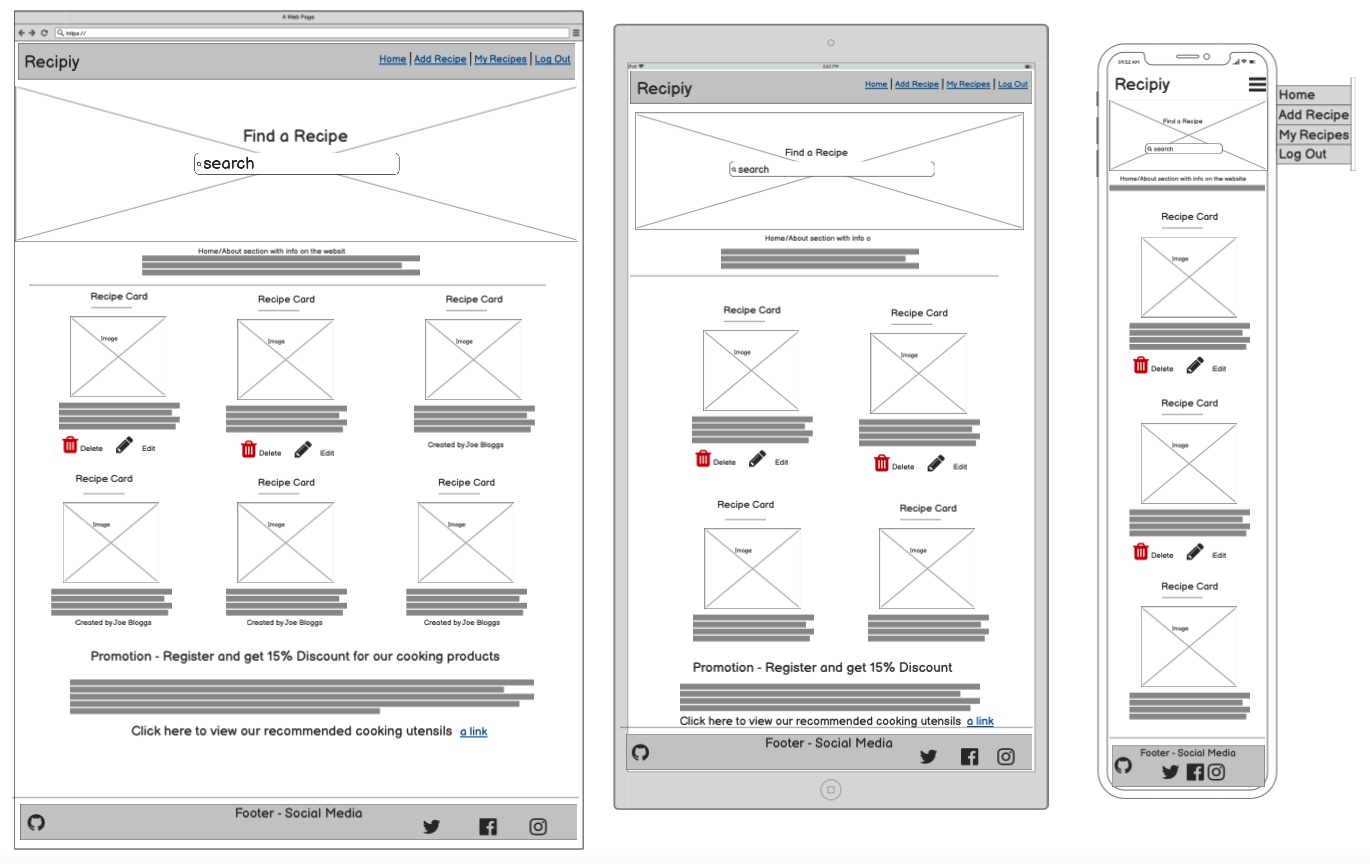 A Web Page
https://
Recipiy
Home | Add Recipe | My Recipes | Log Out
Find a Recipe
search
Home/About section with info on the websit
Recipe Card
Recipe Card
Recipe Card
Image
Image
Image
Delete
Edit
Delete
Edit
Created by Joe Bloggs
Recipe Card
Recipe Card
Recipe Card
Image
Image
Image
Created by Joe Bloggs
Created by Joe Bloggs
Created by Joe Bloggs
Promotion - Register and get 15% Discount for our cooking products
Click here to view our recommended cooking utensils a link
Footer - Social Media
iPad
2:22 PM
Recipiy
Home | Add Recipe | My Recipes | Log Out
Find a Recipe
search
Home/About section with info o
Recipe Card
Recipe Card
Image
Image
Delete
Edit
Delete
Edit
Recipe Card
Recipe Card
Image
Image
Promotion - Register and get 15% Discount
Click here to view our recommended cooking utensils a link
Footer - Social Media
09:52 AM
Recipiy
Home
Add Recipe
My Recipes
Log Out
Find a Recipe
search
Home/About section with info on the website
Recipe Card
Image
Delete
Edit
Recipe Card
Image
Delete
Edit
Recipe Card
Image
Footer - Social Media